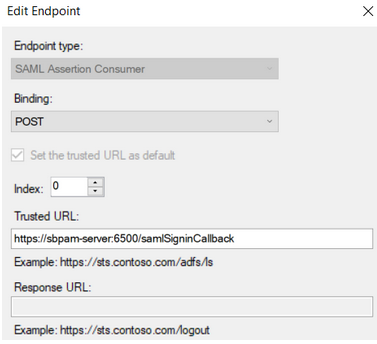 Edit Endpoint
Endpoint type:
SAML Assertion Consumer
Binding:
POST
Set the trusted URL as default
Index: 0
Trusted URL:
https://sbpam-server:6500/samlSigninCallback
Example: https://sts.contoso.com/adfs/ls
Response URL:
Example: https://sts.contoso.com/logout